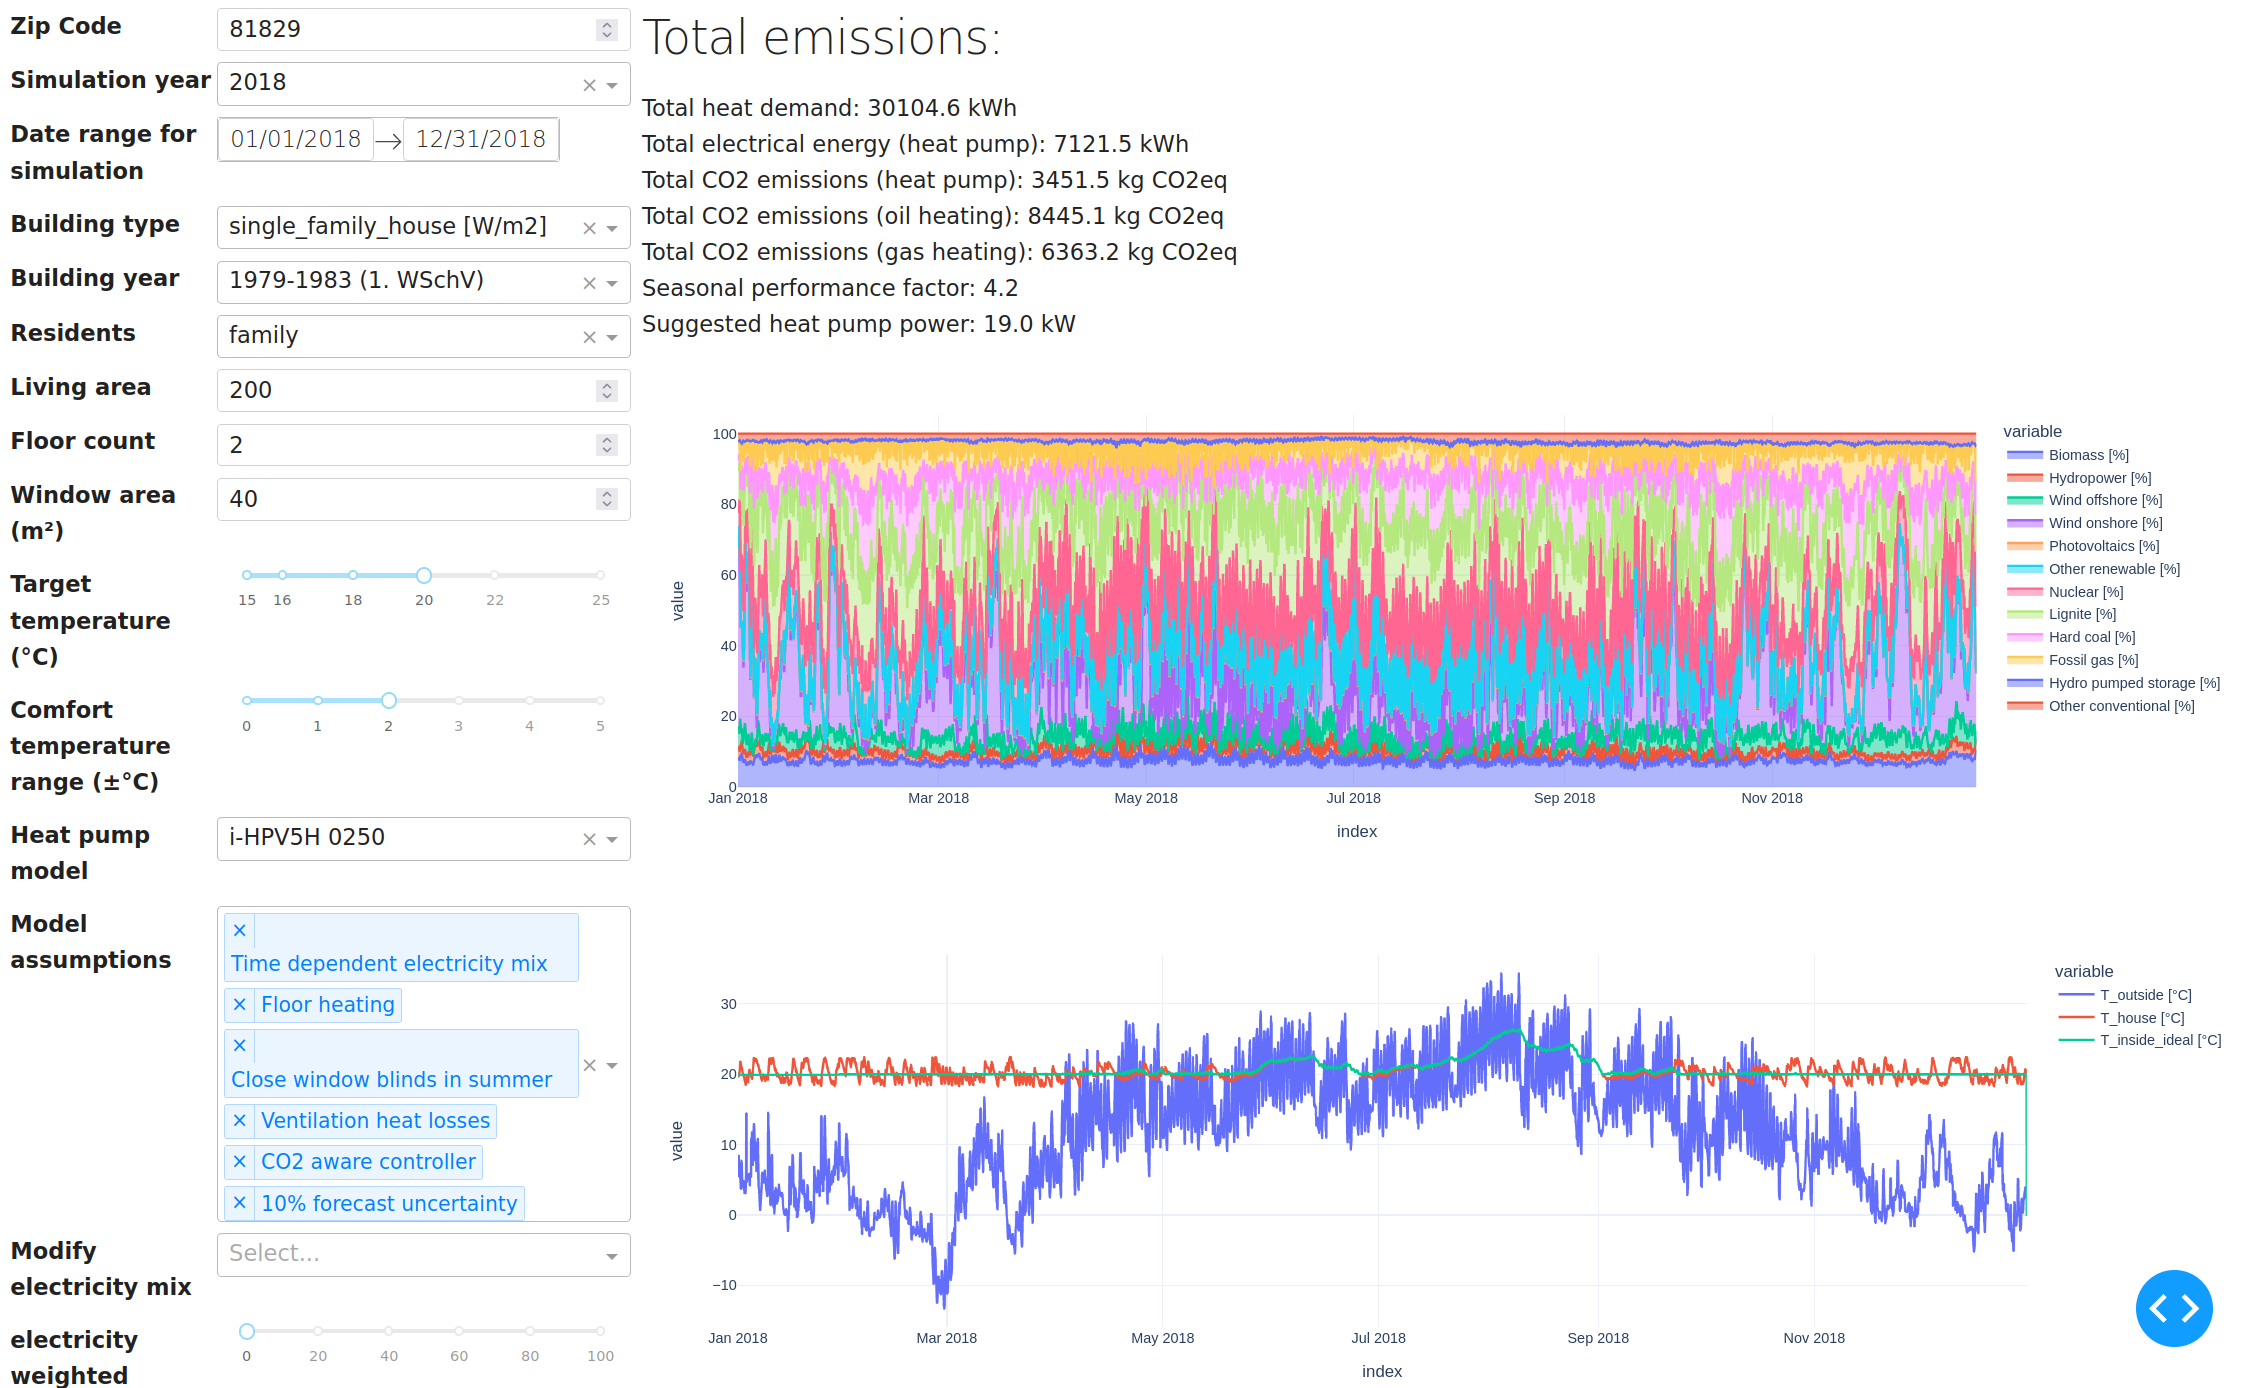 Zip Code
81829
Simulation year
2018
Date range for
simulation
01/01/2018 → 12/31/2018
Building type
single_family_house [W/m2]
Building year
1979-1983 (1. WSchV)
Residents
family
Living area
200
Floor count
2
Window area
(m²)
40
Target
temperature
(°C)
15 16 18 20 22 25
Comfort
temperature
range (±°C)
0 1 2 3 4 5
Heat pump
model
i-HPV5H 0250
Model
assumptions
× Time dependent electricity mix
× Floor heating
× Close window blinds in summer
× Ventilation heat losses
× CO2 aware controller
× 10% forecast uncertainty
Modify
electricity mix
Select...
electricity
weighted
0 20 40 60 80 100
Total emissions:
Total heat demand: 30104.6 kWh
Total electrical energy (heat pump): 7121.5 kWh
Total CO2 emissions (heat pump): 3451.5 kg CO2eq
Total CO2 emissions (oil heating): 8445.1 kg CO2eq
Total CO2 emissions (gas heating): 6363.2 kg CO2eq
Seasonal performance factor: 4.2
Suggested heat pump power: 19.0 kW
100
80
60
40
20
0
value
Jan 2018 Mar 2018 May 2018 Jul 2018 Sep 2018 Nov 2018
index
variable
Biomass [%]
Hydropower [%]
Wind offshore [%]
Wind onshore [%]
Photovoltaics [%]
Other renewable [%]
Nuclear [%]
Lignite [%]
Hard coal [%]
Fossil gas [%]
Hydro pumped storage [%]
Other conventional [%]
30
20
10
0
−10
value
Jan 2018 Mar 2018 May 2018 Jul 2018 Sep 2018 Nov 2018
index
variable
T_outside [°C]
T_house [°C]
T_inside_ideal [°C]